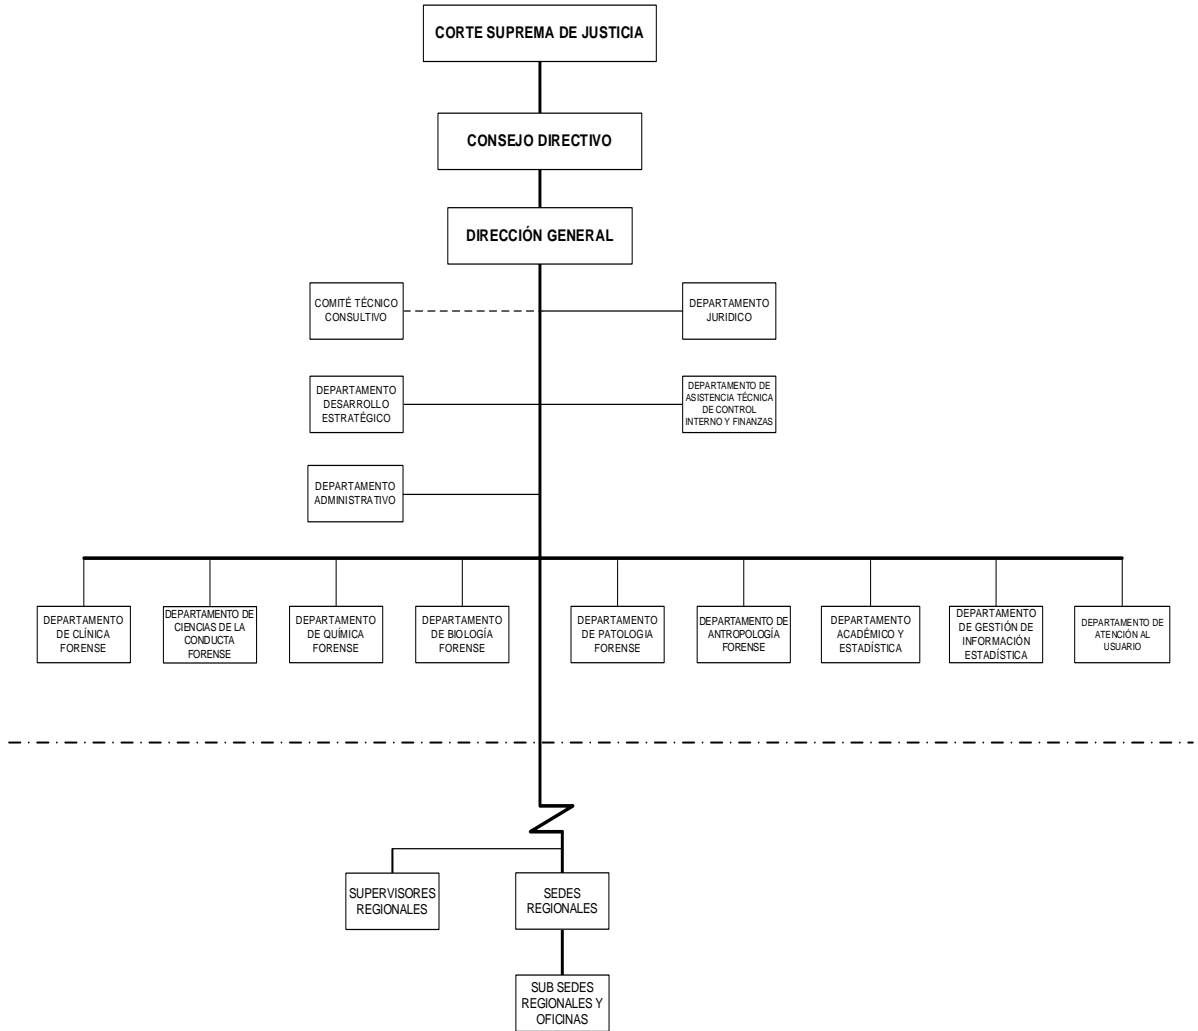 CORTE SUPREMA DE JUSTICIA
CONSEJO DIRECTIVO
DIRECCIÓN GENERAL
COMITÉ TÉCNICO
CONSULTIVO
DEPARTAMENTO
JURIDICO
DEPARTAMENTO
DESARROLLO
ESTRATÉGICO
DEPARTAMENTO DE
ASISTENCIA TÉCNICA
DE CONTROL
INTERNO Y FINANZAS
DEPARTAMENTO
ADMINISTRATIVO
DEPARTAMENTO
DE CLÍNICA
FORENSE
DEPARTAMENTO DE
CIENCIAS DE LA
CONDUCTA
FORENSE
DEPARTAMENTO
DE QUÍMICA
FORENSE
DEPARTAMENTO
DE BIOLOGÍA
FORENSE
DEPARTAMENTO
DE PATOLOGIA
FORENSE
DEPARTAMENTO DE
ANTROPOLOGÍA
FORENSE
DEPARTAMENTO
ACADÉMICO Y
ESTADÍSTICA
DEPARTAMENTO
DE GESTIÓN DE
INFORMACIÓN
ESTADÍSTICA
DEPARTAMENTO DE
ATENCIÓN AL
USUARIO
SUPERVISORES
REGIONALES
SEDES
REGIONALES
SUB SEDES
REGIONALES Y
OFICINAS